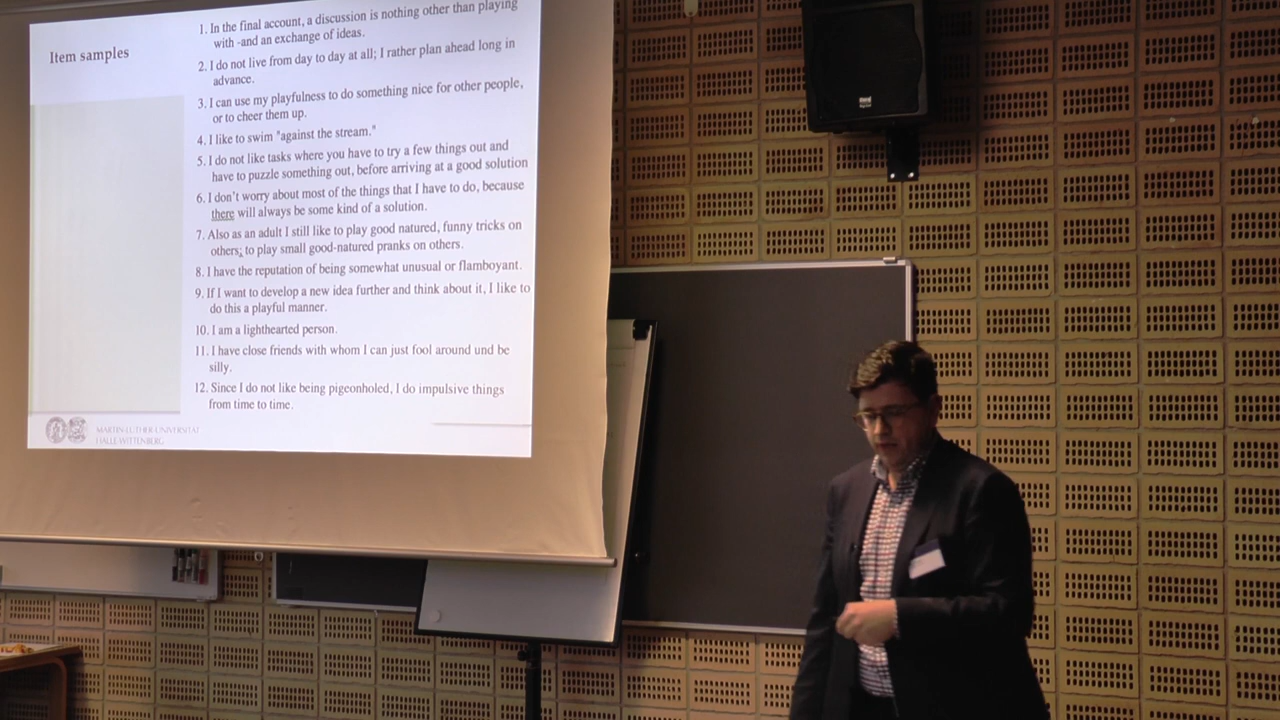 Item samples
1. In the final account, a discussion is nothing other than playing
with -and an exchange of ideas.
2. I do not live from day to day at all; I rather plan ahead long in
advance.
3. I can use my playfulness to do something nice for other people,
or to cheer them up.
4. I like to swim "against the stream."
5. I do not like tasks where you have to try a few things out and
have to puzzle something out, before arriving at a good solution
6. I don't worry about most of the things that I have to do, because
there will always be some kind of a solution.
7. Also as an adult I still like to play good natured, funny tricks on
others; to play small good-natured pranks on others.
8. I have the reputation of being somewhat unusual or flamboyant.
9. If I want to develop a new idea further and think about it, I like to
do this a playful manner.
10. I am a lighthearted person.
11. I have close friends with whom I can just fool around und be
silly.
12. Since I do not like being pigeonholed, I do impulsive things
from time to time.
MARTIN-LUTHER-UNIVERSITÄT
HALLE-WITTENBERG